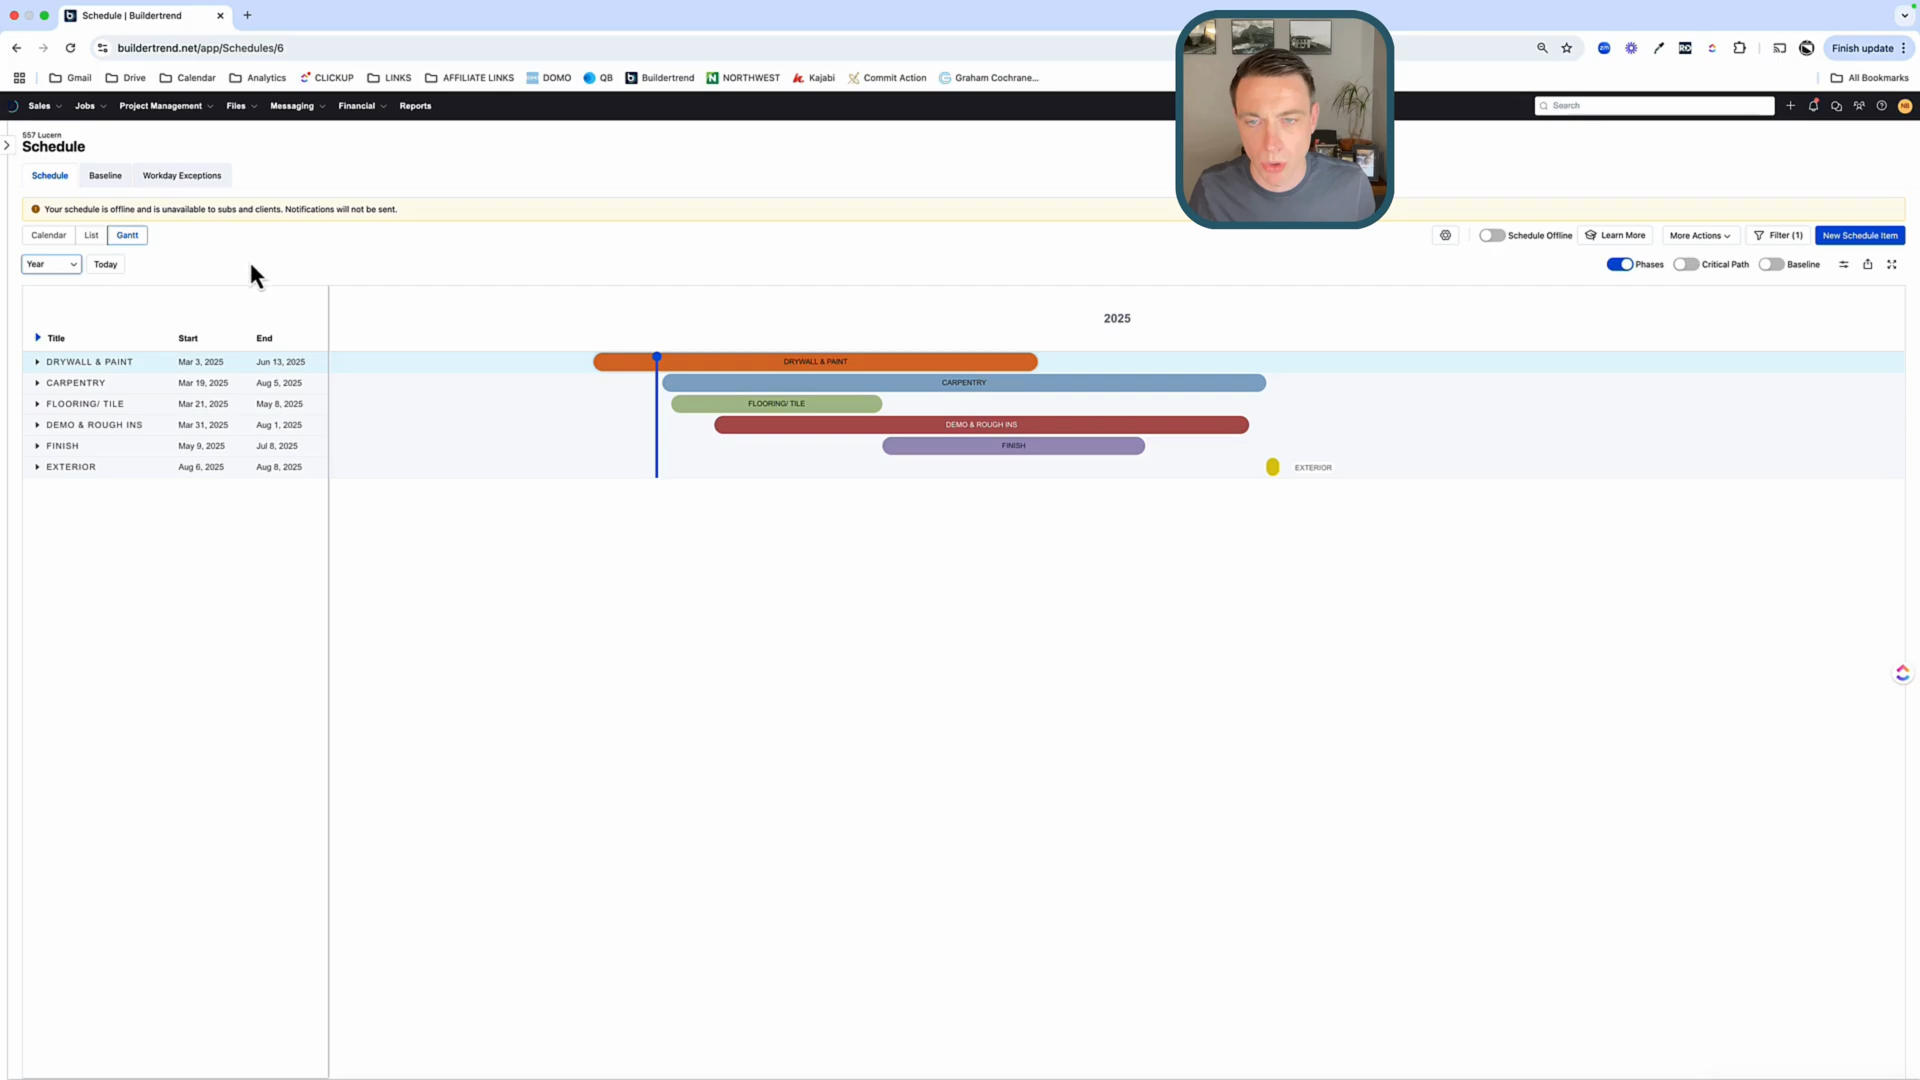 Schedule | Buildertrend
buildertrend.net/app/Schedules/6
Finish update
Gmail Drive Calendar Analytics CLICKUP LINKS AFFILIATE LINKS DOMO QB Buildertrend NORTHWEST Kajabi Commit Action Graham Cochrane... All Bookmarks
Sales Jobs Project Management Files Messaging Financial Reports Search NB
557 Lucern
Schedule
Schedule Baseline Workday Exceptions
Your schedule is offline and is unavailable to subs and clients. Notifications will not be sent.
Calendar List Gantt Schedule Offline Learn More More Actions Filter (1) New Schedule Item
Year Today Phases Critical Path Baseline
2025
Title Start End
DRYWALL & PAINT Mar 3, 2025 Jun 13, 2025 DRYWALL & PAINT
CARPENTRY Mar 19, 2025 Aug 5, 2025 CARPENTRY
FLOORING/ TILE Mar 21, 2025 May 8, 2025 FLOORING/ TILE
DEMO & ROUGH INS Mar 31, 2025 Aug 1, 2025 DEMO & ROUGH INS
FINISH May 9, 2025 Jul 8, 2025 FINISH
EXTERIOR Aug 6, 2025 Aug 8, 2025 EXTERIOR